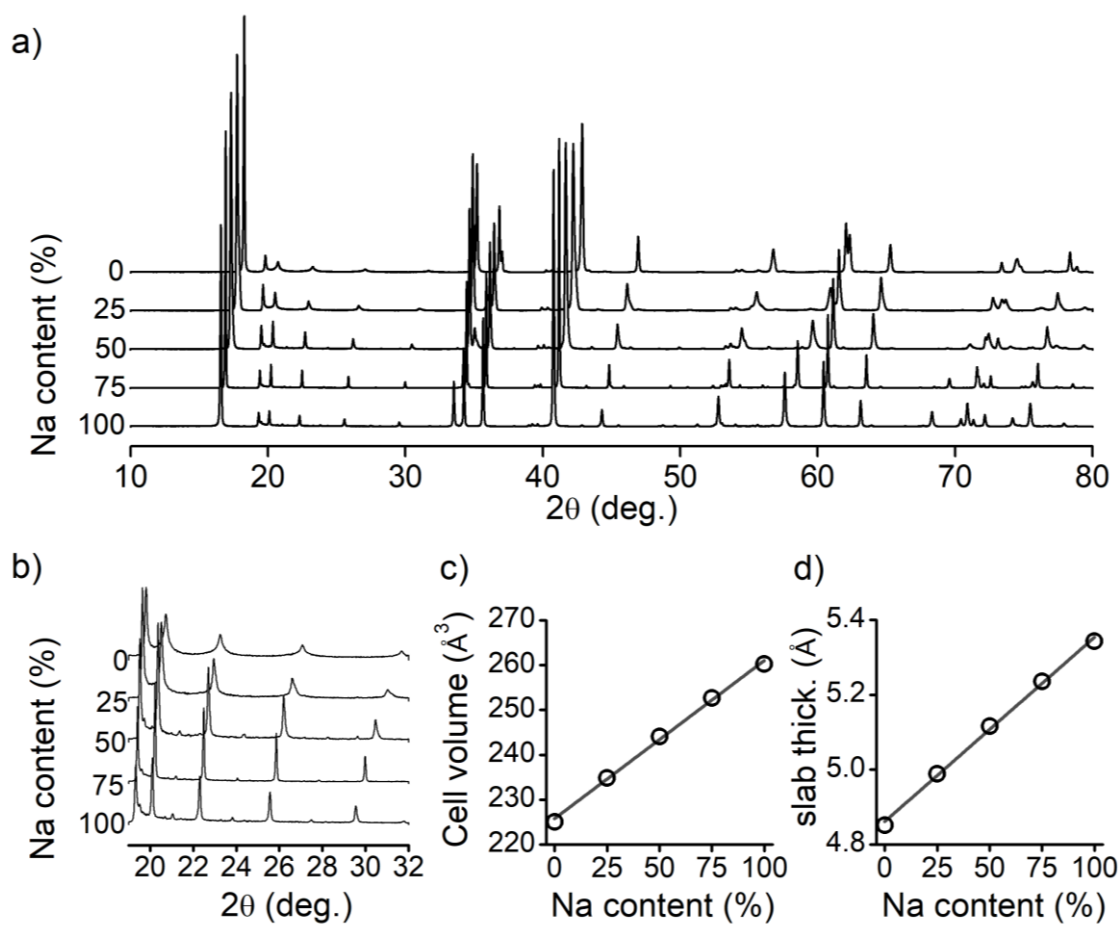 a)
Na content (%)
0
25
50
75
100
10 20 30 40 50 60 70 80
2θ (deg.)
b)
Na content (%)
0
25
50
75
100
20 22 24 26 28 30 32
2θ (deg.)
c)
Cell volume (Å³)
270
260
250
240
230
220
0 25 50 75 100
Na content (%)
d)
slab thick. (Å)
5.4
5.2
5.0
4.8
0 25 50 75 100
Na content (%)